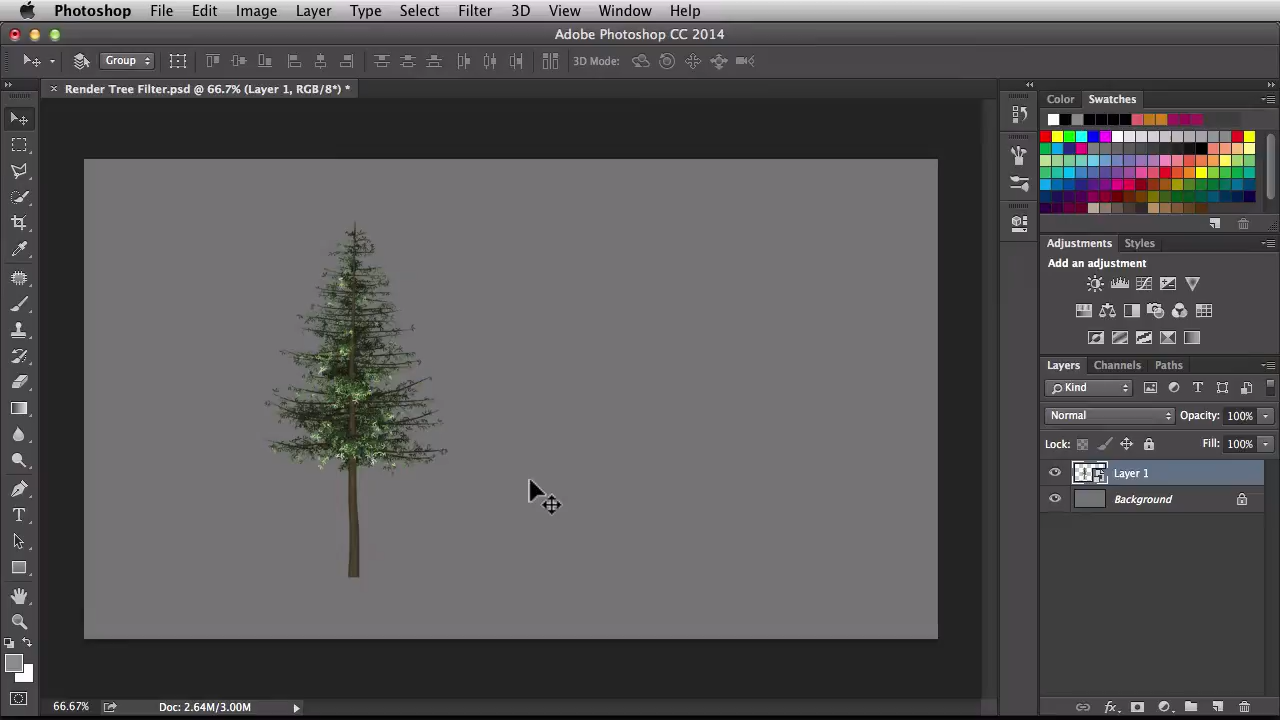 Photoshop File Edit Image Layer Type Select Filter 3D View Window Help
Adobe Photoshop CC 2014
Group 3D Mode:
× Render Tree Filter.psd @ 66.7% (Layer 1, RGB/8*) *
Color Swatches
Adjustments Styles
Add an adjustment
Layers Channels Paths
Kind
Normal Opacity: 100%
Lock: Fill: 100%
Layer 1
Background
66.67% Doc: 2.64M/3.00M